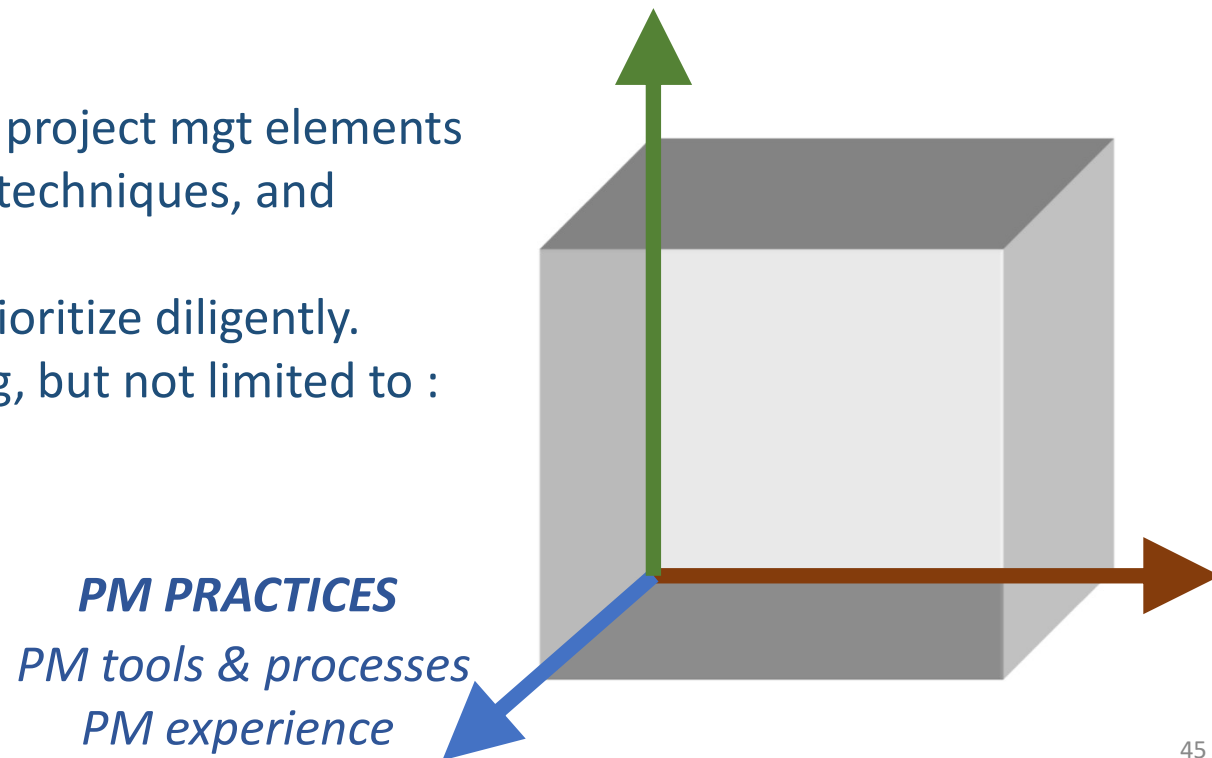 project mgt elements
techniques, and
ioritize diligently.
g, but not limited to :
PM PRACTICES
PM tools & processes
PM experience
45